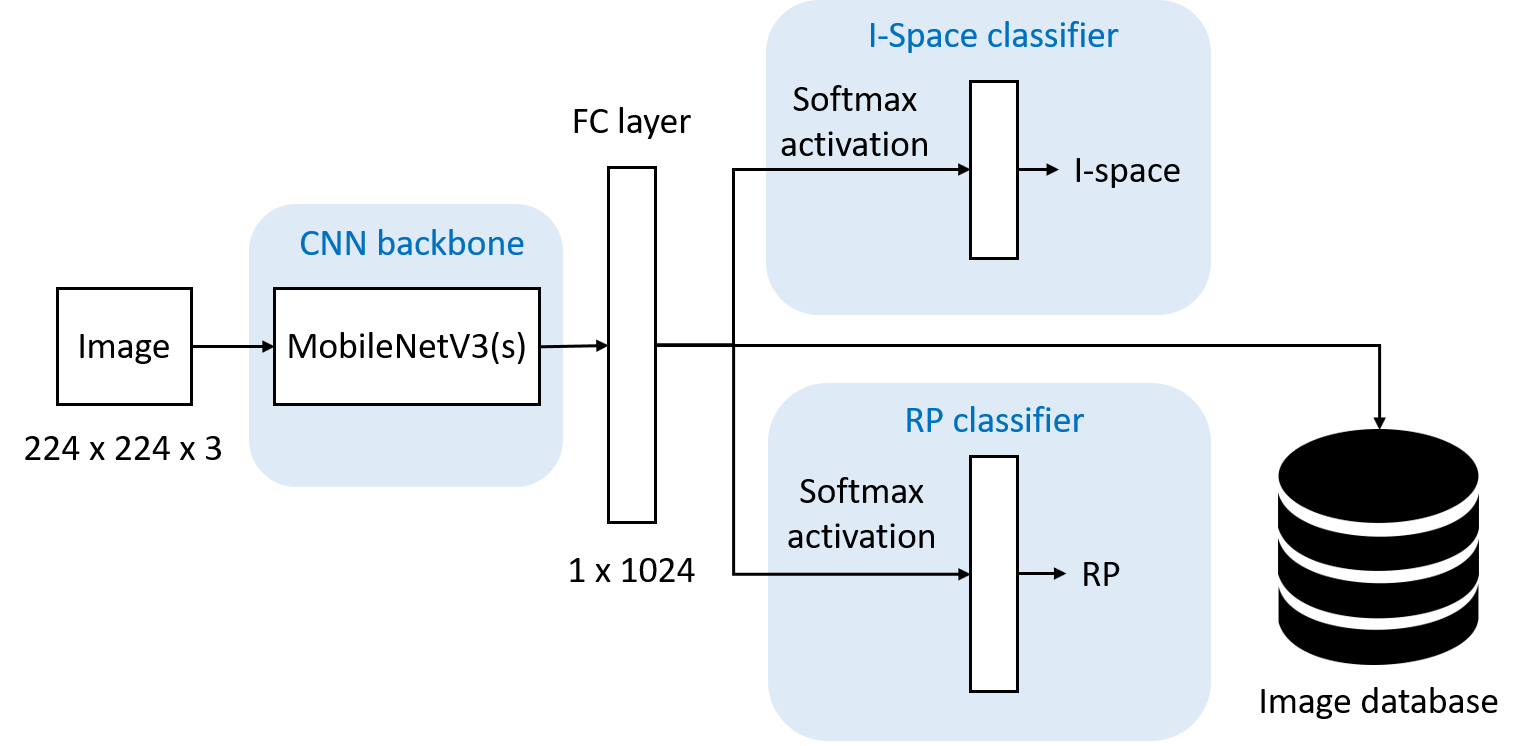 I-Space classifier
Softmax
activation
I-space
FC layer
CNN backbone
Image
MobileNetV3(s)
224 x 224 x 3
1 x 1024
RP classifier
Softmax
activation
RP
Image database